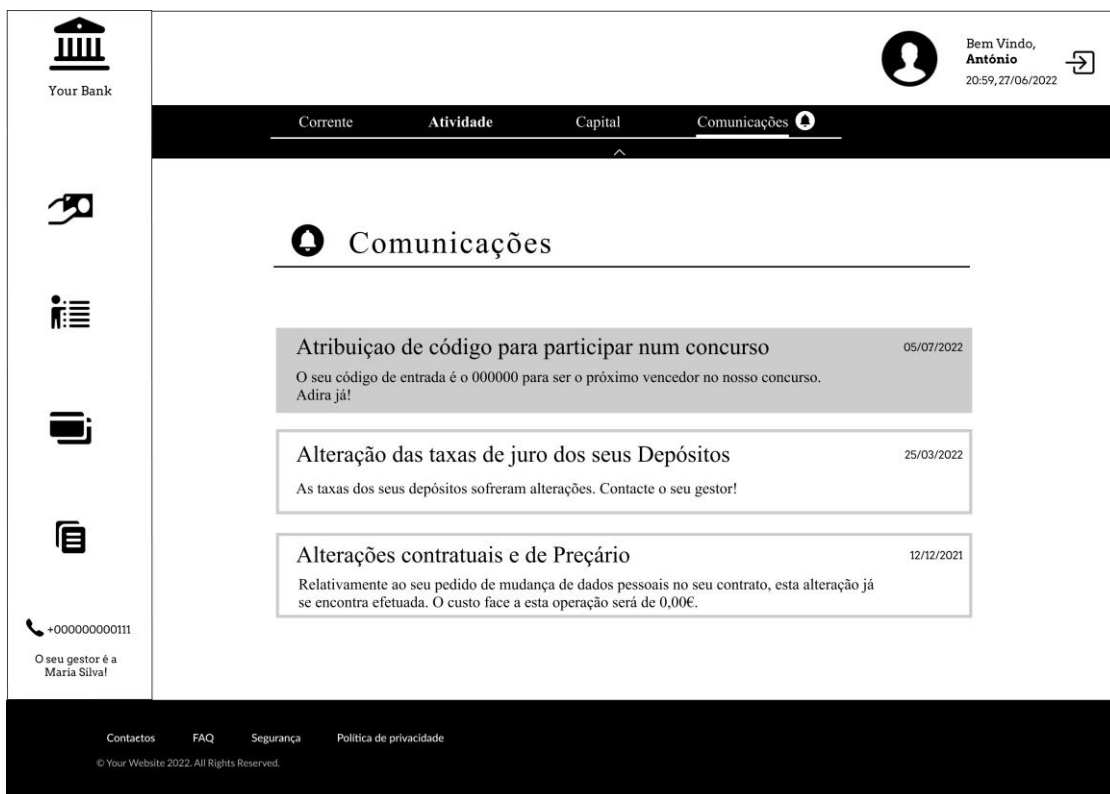 Your Bank
Bem Vindo,
António
20:59, 27/06/2022
Corrente Atividade Capital Comunicações
Comunicações
Atribuiçao de código para participar num concurso 05/07/2022
O seu código de entrada é o 000000 para ser o próximo vencedor no nosso concurso.
Adira já!
Alteração das taxas de juro dos seus Depósitos 25/03/2022
As taxas dos seus depósitos sofreram alterações. Contacte o seu gestor!
Alterações contratuais e de Preçário 12/12/2021
Relativamente ao seu pedido de mudança de dados pessoais no seu contrato, esta alteração já
se encontra efetuada. O custo face a esta operação será de 0,00€.
+000000000111
O seu gestor é a
Maria Silva!
Contactos FAQ Segurança Política de privacidade
© Your Website 2022. All Rights Reserved.